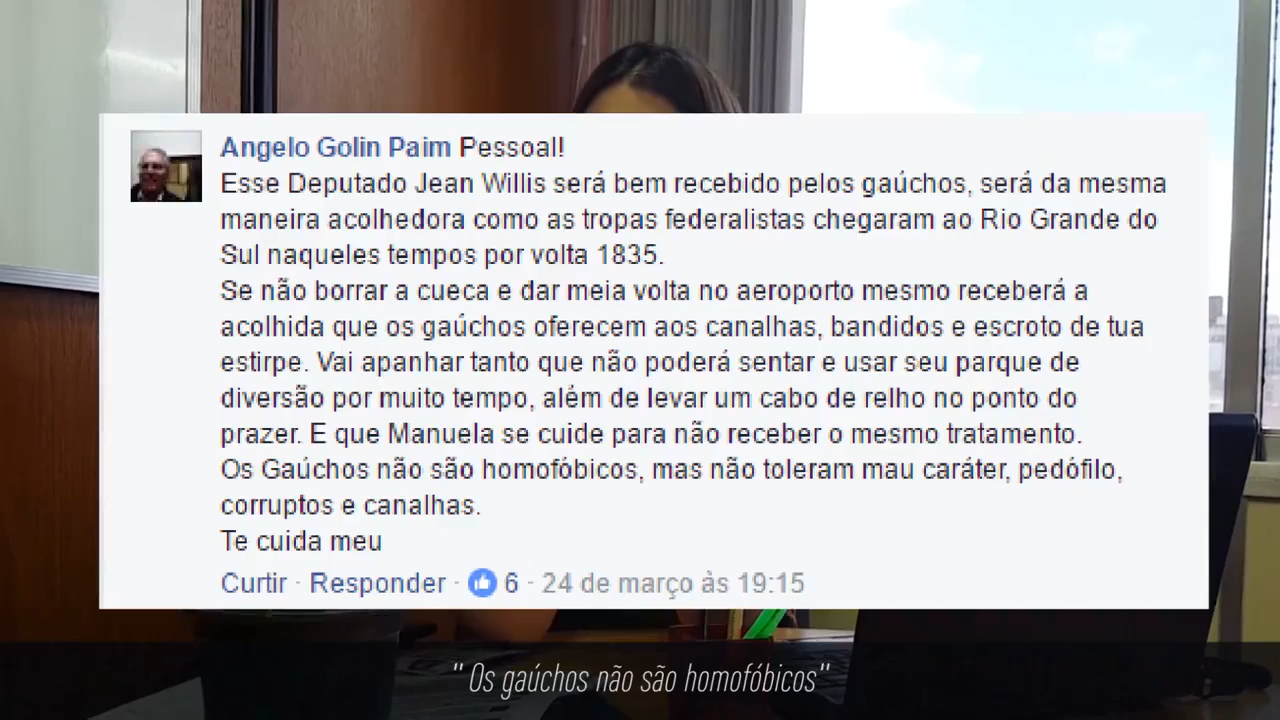 Angelo Golin Paim Pessoal!
Esse Deputado Jean Willis será bem recebido pelos gaúchos, será da mesma
maneira acolhedora como as tropas federalistas chegaram ao Rio Grande do
Sul naqueles tempos por volta 1835.
Se não borrar a cueca e dar meia volta no aeroporto mesmo receberá a
acolhida que os gaúchos oferecem aos canalhas, bandidos e escroto de tua
estirpe. Vai apanhar tanto que não poderá sentar e usar seu parque de
diversão por muito tempo, além de levar um cabo de relho no ponto do
prazer. E que Manuela se cuide para não receber o mesmo tratamento.
Os Gaúchos não são homofóbicos, mas não toleram mau caráter, pedófilo,
corruptos e canalhas.
Te cuida meu
Curtir · Responder · 6 · 24 de março às 19:15
" Os gaúchos não são homofóbicos"